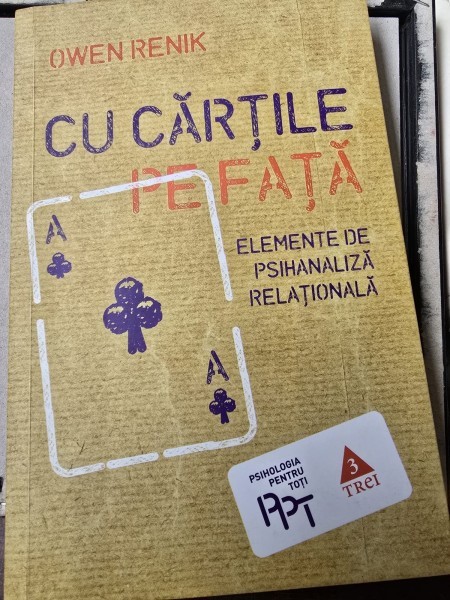 OWEN RENIK
CU CĂRȚILE
PE FAȚĂ
A
A
ELEMENTE DE
PSIHANALIZĂ
RELAȚIONALĂ
PSIHOLOGIA
PENTRU
TOȚI
PPT
3
TREI